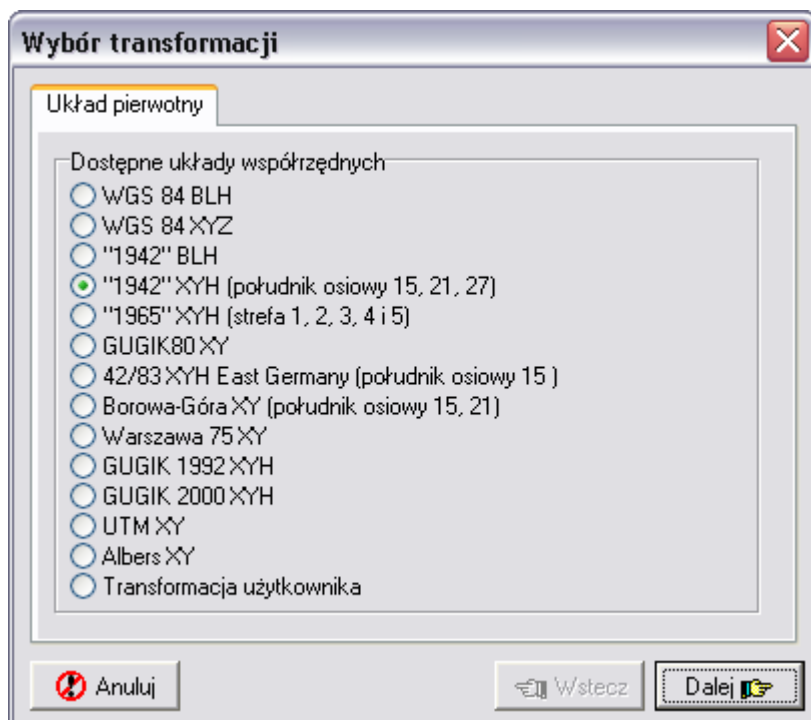 Wybór transformacji
Układ pierwotny
Dostępne układy współrzędnych
WGS 84 BLH
WGS 84 XYZ
"1942" BLH
"1942" XYH (południk osiowy 15, 21, 27)
"1965" XYH (strefa 1, 2, 3, 4 i 5)
GUGIK80 XY
42/83 XYH East Germany (południk osiowy 15 )
Borowa-Góra XY (południk osiowy 15, 21)
Warszawa 75 XY
GUGIK 1992 XYH
GUGIK 2000 XYH
UTM XY
Albers XY
Transformacja użytkownika
Anuluj
Wstecz
Dalej